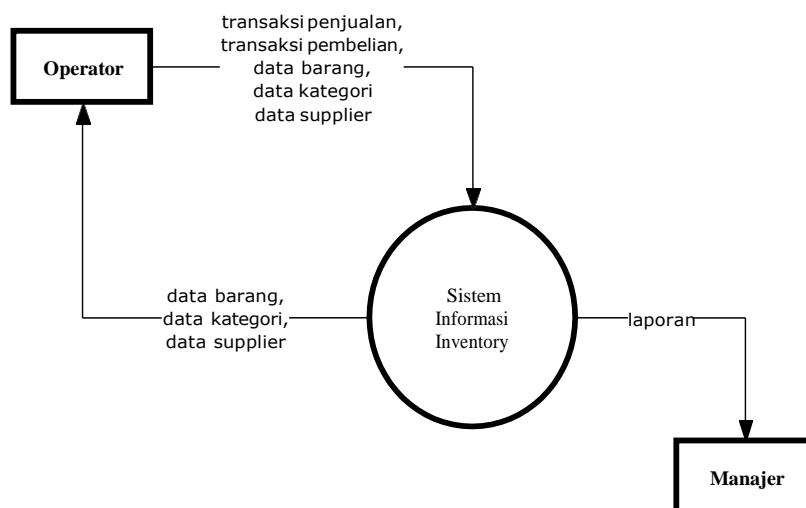 transaksi penjualan,
transaksi pembelian,
data barang,
data kategori
data supplier
Operator
data barang,
data kategori,
data supplier
Sistem
Informasi
Inventory
laporan
Manajer